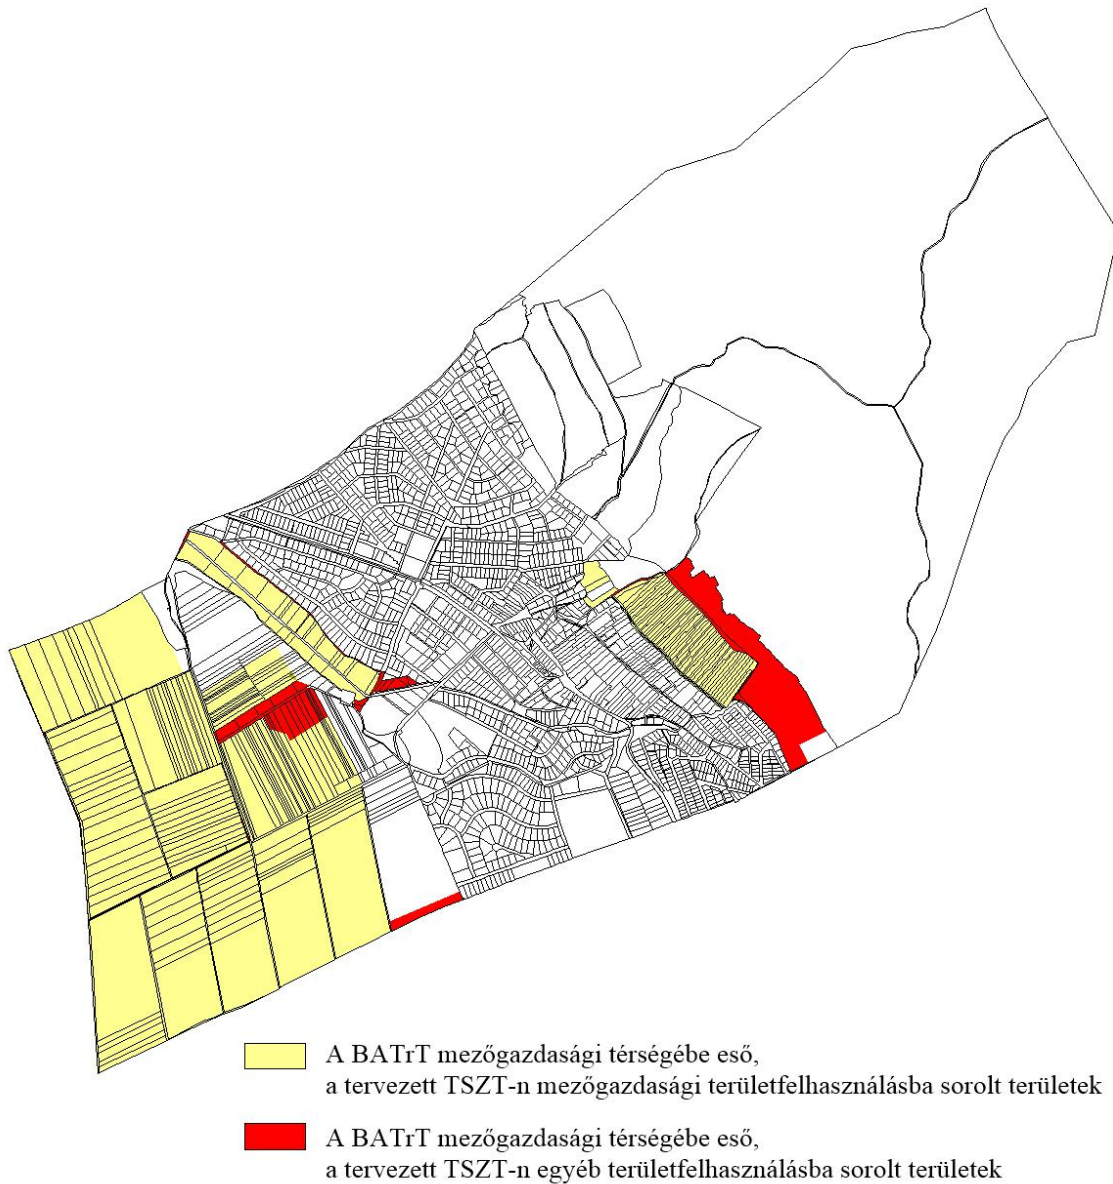 A BATrT mezőgazdasági térségébe eső,
a tervezett TSZT-n mezőgazdasági területfelhasználásba sorolt területek
A BATrT mezőgazdasági térségébe eső,
a tervezett TSZT-n egyéb területfelhasználásba sorolt területek